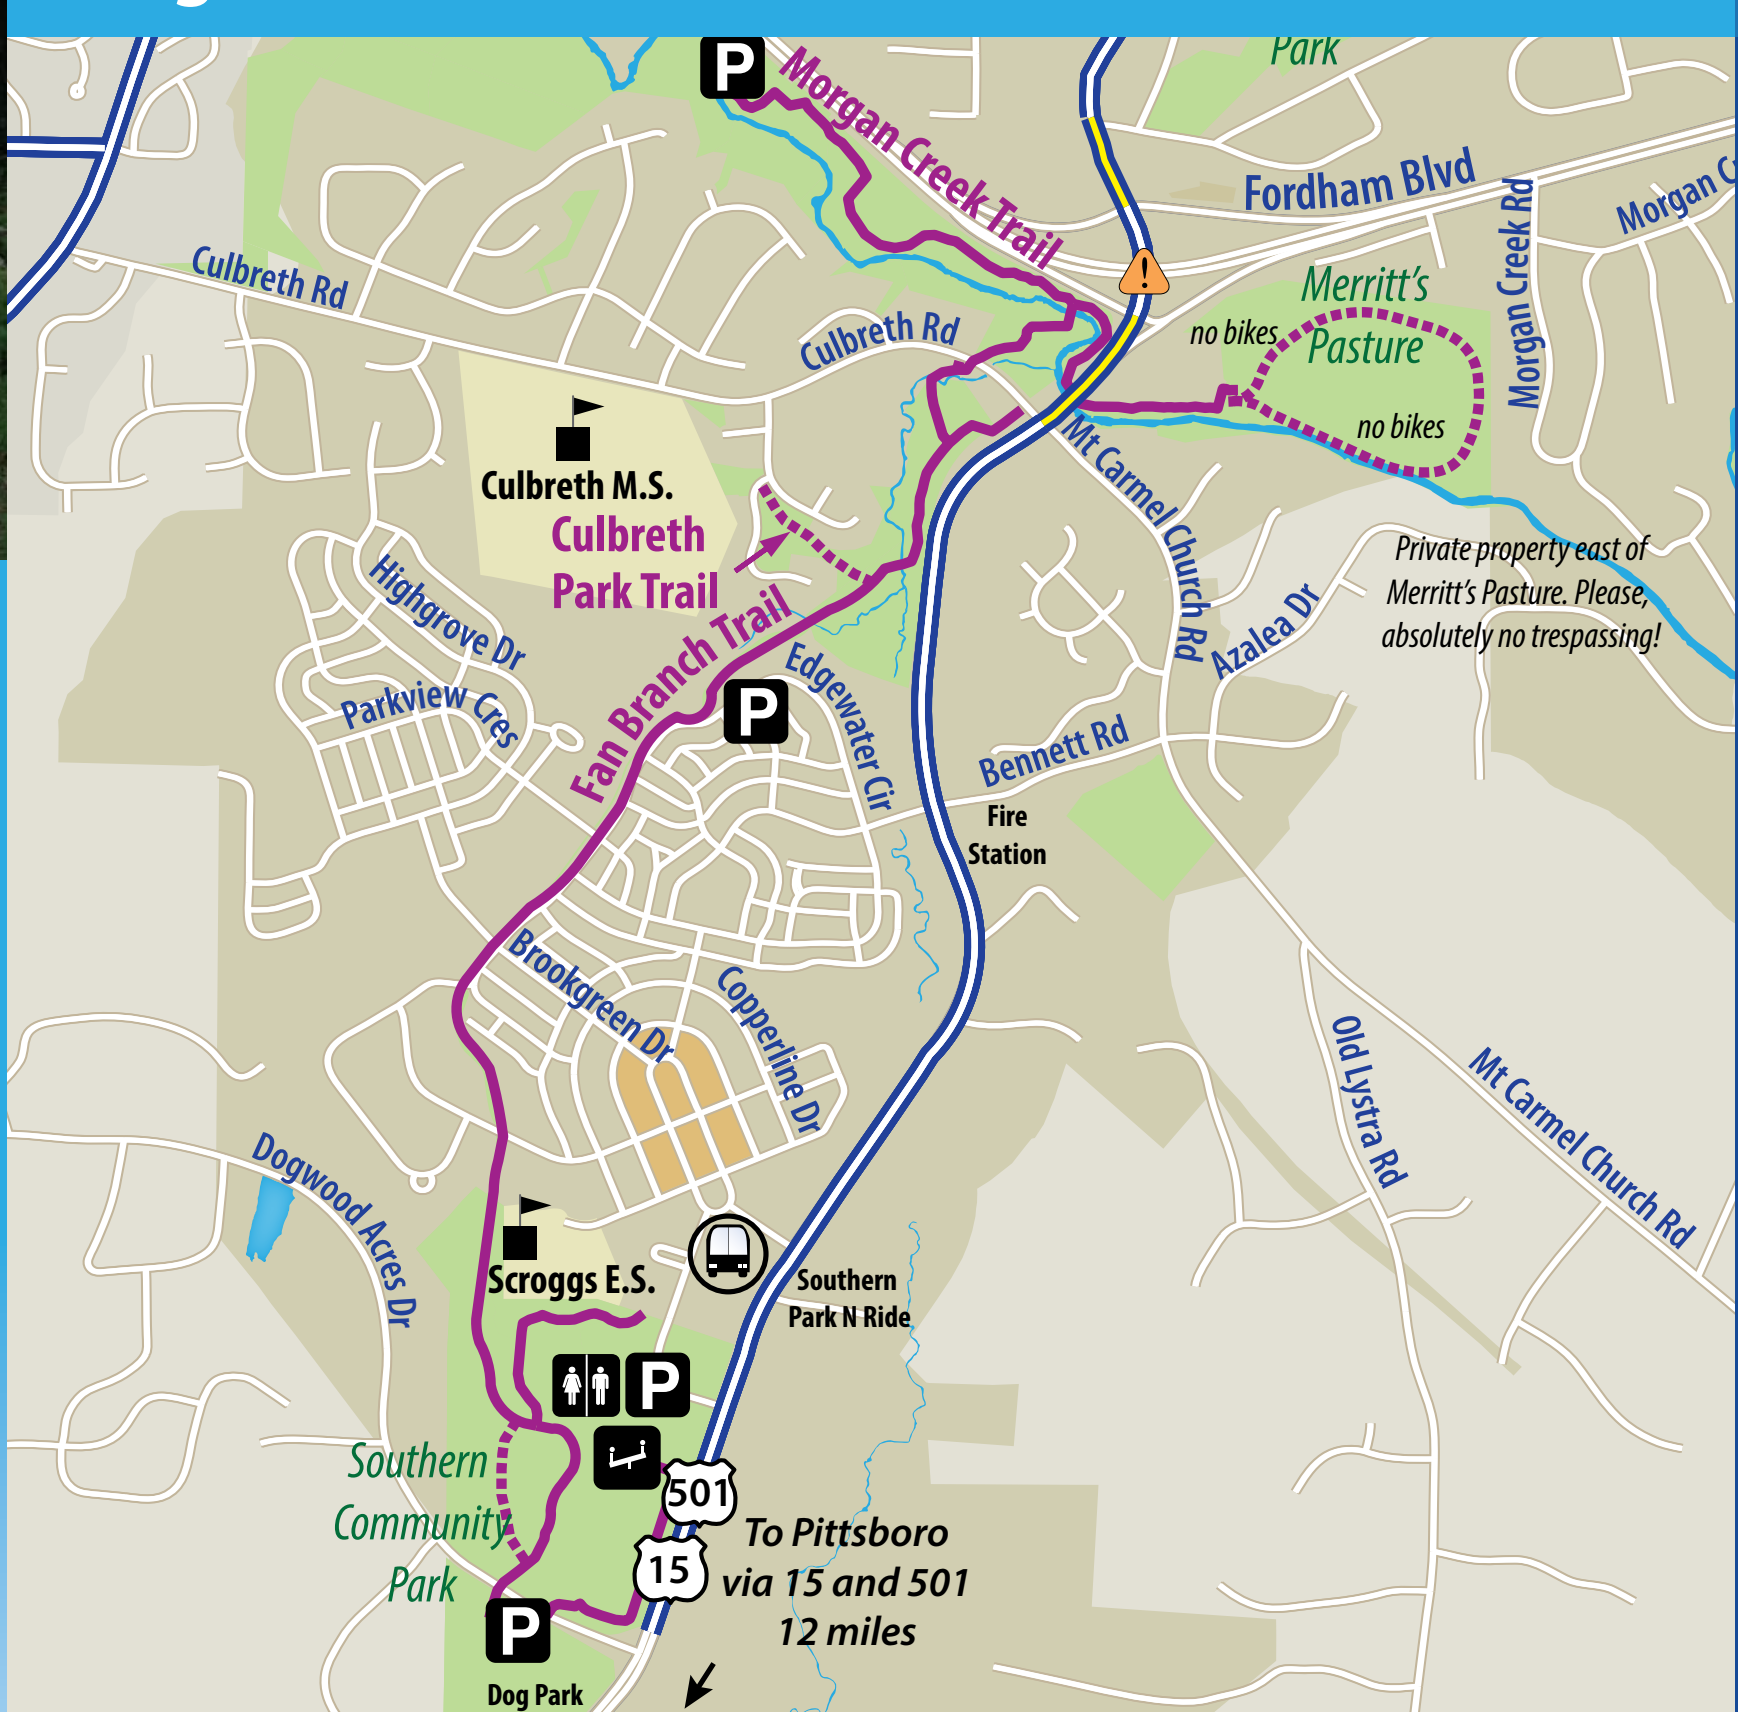 P
Park
Morgan Creek Trail
Fordham Blvd
Morgan Creek Rd
Culbreth Rd
!
Merritt's
Pasture
no bikes
Culbreth Rd
no bikes
Culbreth M.S.
Mt Carmel Church Rd
Culbreth
Park Trail
Private property east of
Merritt's Pasture. Please,
absolutely no trespassing!
Highgrove Dr
Azalea Dr
Fan Branch Trail
Edgewater Cir
Parkview Cres
P
Bennett Rd
Fire
Station
Brookgreen Dr
Copperline Dr
Old Lystra Rd
Mt Carmel Church Rd
Dogwood Acres Dr
Scroggs E.S.
Southern
Park N Ride
P
Southern
Community
Park
501
15
To Pittsboro
via 15 and 501
12 miles
P
Dog Park